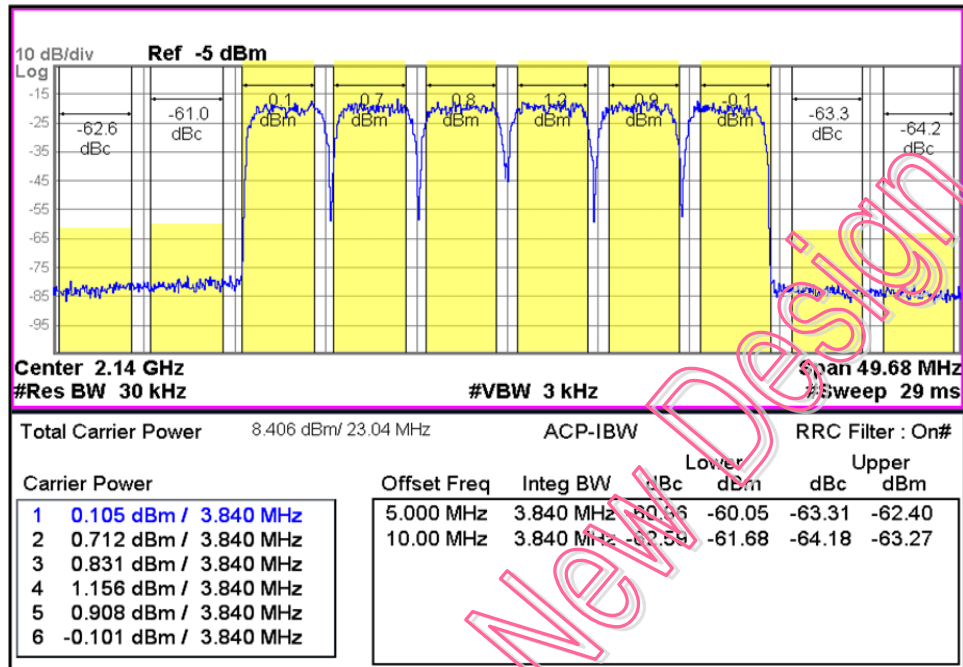 10 dB/div Ref -5 dBm
Log
-15
-25
-35
-45
-55
-65
-75
-85
-95
-62.6
dBc
-61.0
dBc
0.1
dBm
0.7
dBm
0.8
dBm
dBm
0.9
dBm
-0.1
dBm
-63.3
dBc
-64.2
dBc
Center 2.14 GHz Span 49.68 MHz
#Res BW 30 kHz #VBW 3 kHz #Sweep 29 ms
Total Carrier Power 8.406 dBm/ 23.04 MHz ACP-IBW RRC Filter : On#
Lower Upper
Carrier Power Offset Freq Integ BW dBc dBm dBc dBm
1 0.105 dBm / 3.840 MHz
2 0.712 dBm / 3.840 MHz
3 0.831 dBm / 3.840 MHz
4 1.156 dBm / 3.840 MHz
5 0.908 dBm / 3.840 MHz
6 -0.101 dBm / 3.840 MHz
5.000 MHz 3.840 MHz -60.05 -63.31 -62.40
10.00 MHz 3.840 MHz -62.59 -61.68 -64.18 -63.27
New Design